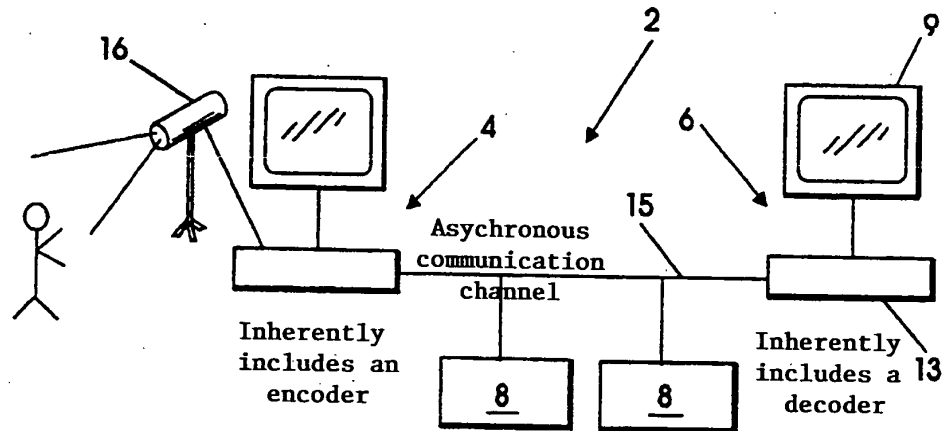 16
2
9
4
6
15
Asychronous
communication
channel
Inherently
includes an
encoder
8
8
Inherently
includes a
decoder
13